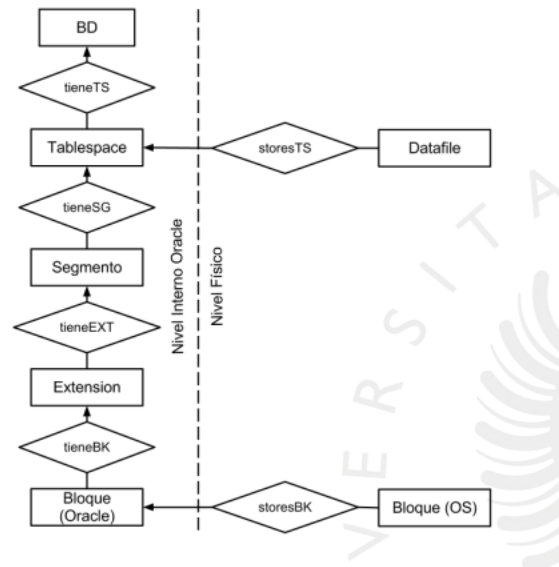 BD
tieneTS
Tablespace
storesTS
Datafile
tieneSG
Segmento
Nivel Interno Oracle
Nivel Físico
tieneEXT
Extension
tieneBK
Bloque
(Oracle)
storesBK
Bloque (OS)
V E R S I T A